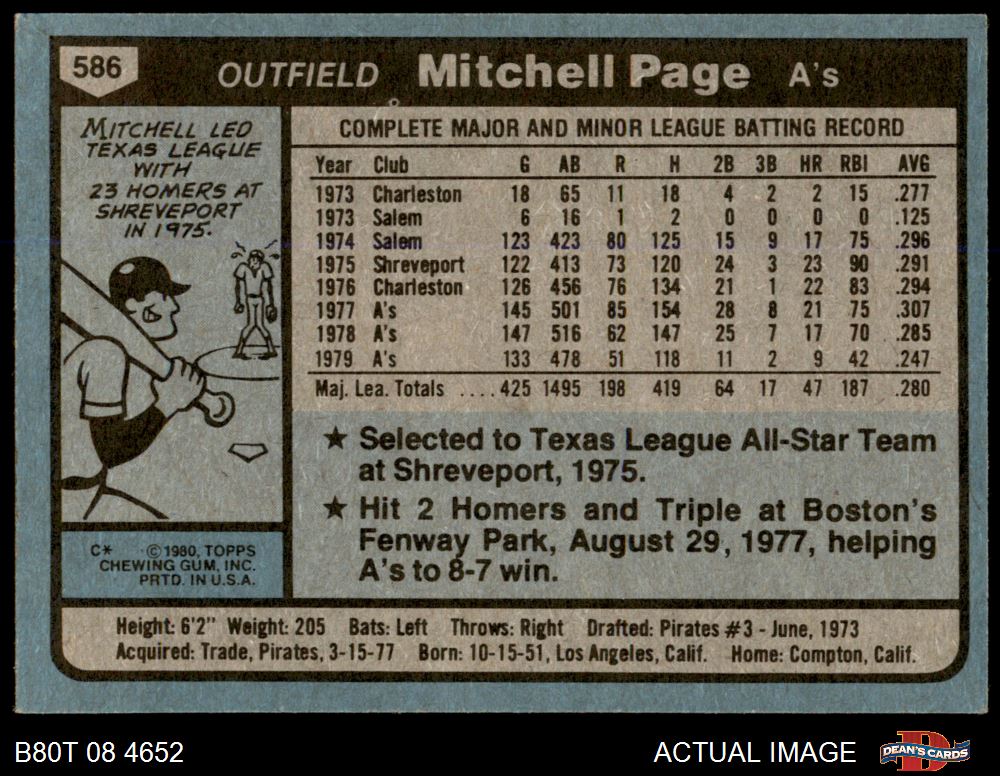 586
OUTFIELD Mitchell Page A's
MITCHELL LED
TEXAS LEAGUE
WITH
23 HOMERS AT
SHREVEPORT
IN 1975.
C* ©1980, TOPPS
CHEWING GUM, INC.
PRTD. IN U.S.A.
COMPLETE MAJOR AND MINOR LEAGUE BATTING RECORD
Year Club G AB R H 2B 3B HR RBI AVG
1973 Charleston 18 65 11 18 4 2 2 15 .277
1973 Salem 6 16 1 2 0 0 0 0 .125
1974 Salem 123 423 80 125 15 9 17 75 .296
1975 Shreveport 122 413 73 120 24 3 23 90 .291
1976 Charleston 126 456 76 134 21 1 22 83 .294
1977 A's 145 501 85 154 28 8 21 75 .307
1978 A's 147 516 62 147 25 7 17 70 .285
1979 A's 133 478 51 118 11 2 9 42 .247
Maj. Lea. Totals ....425 1495 198 419 64 17 47 187 .280
★ Selected to Texas League All-Star Team
at Shreveport, 1975.
★ Hit 2 Homers and Triple at Boston's
Fenway Park, August 29, 1977, helping
A's to 8-7 win.
Height: 6'2" Weight: 205 Bats: Left Throws: Right Drafted: Pirates #3 - June, 1973
Acquired: Trade, Pirates, 3-15-77 Born: 10-15-51, Los Angeles, Calif. Home: Compton, Calif.
B80T 08 4652
ACTUAL IMAGE
DEAN'S CARDS